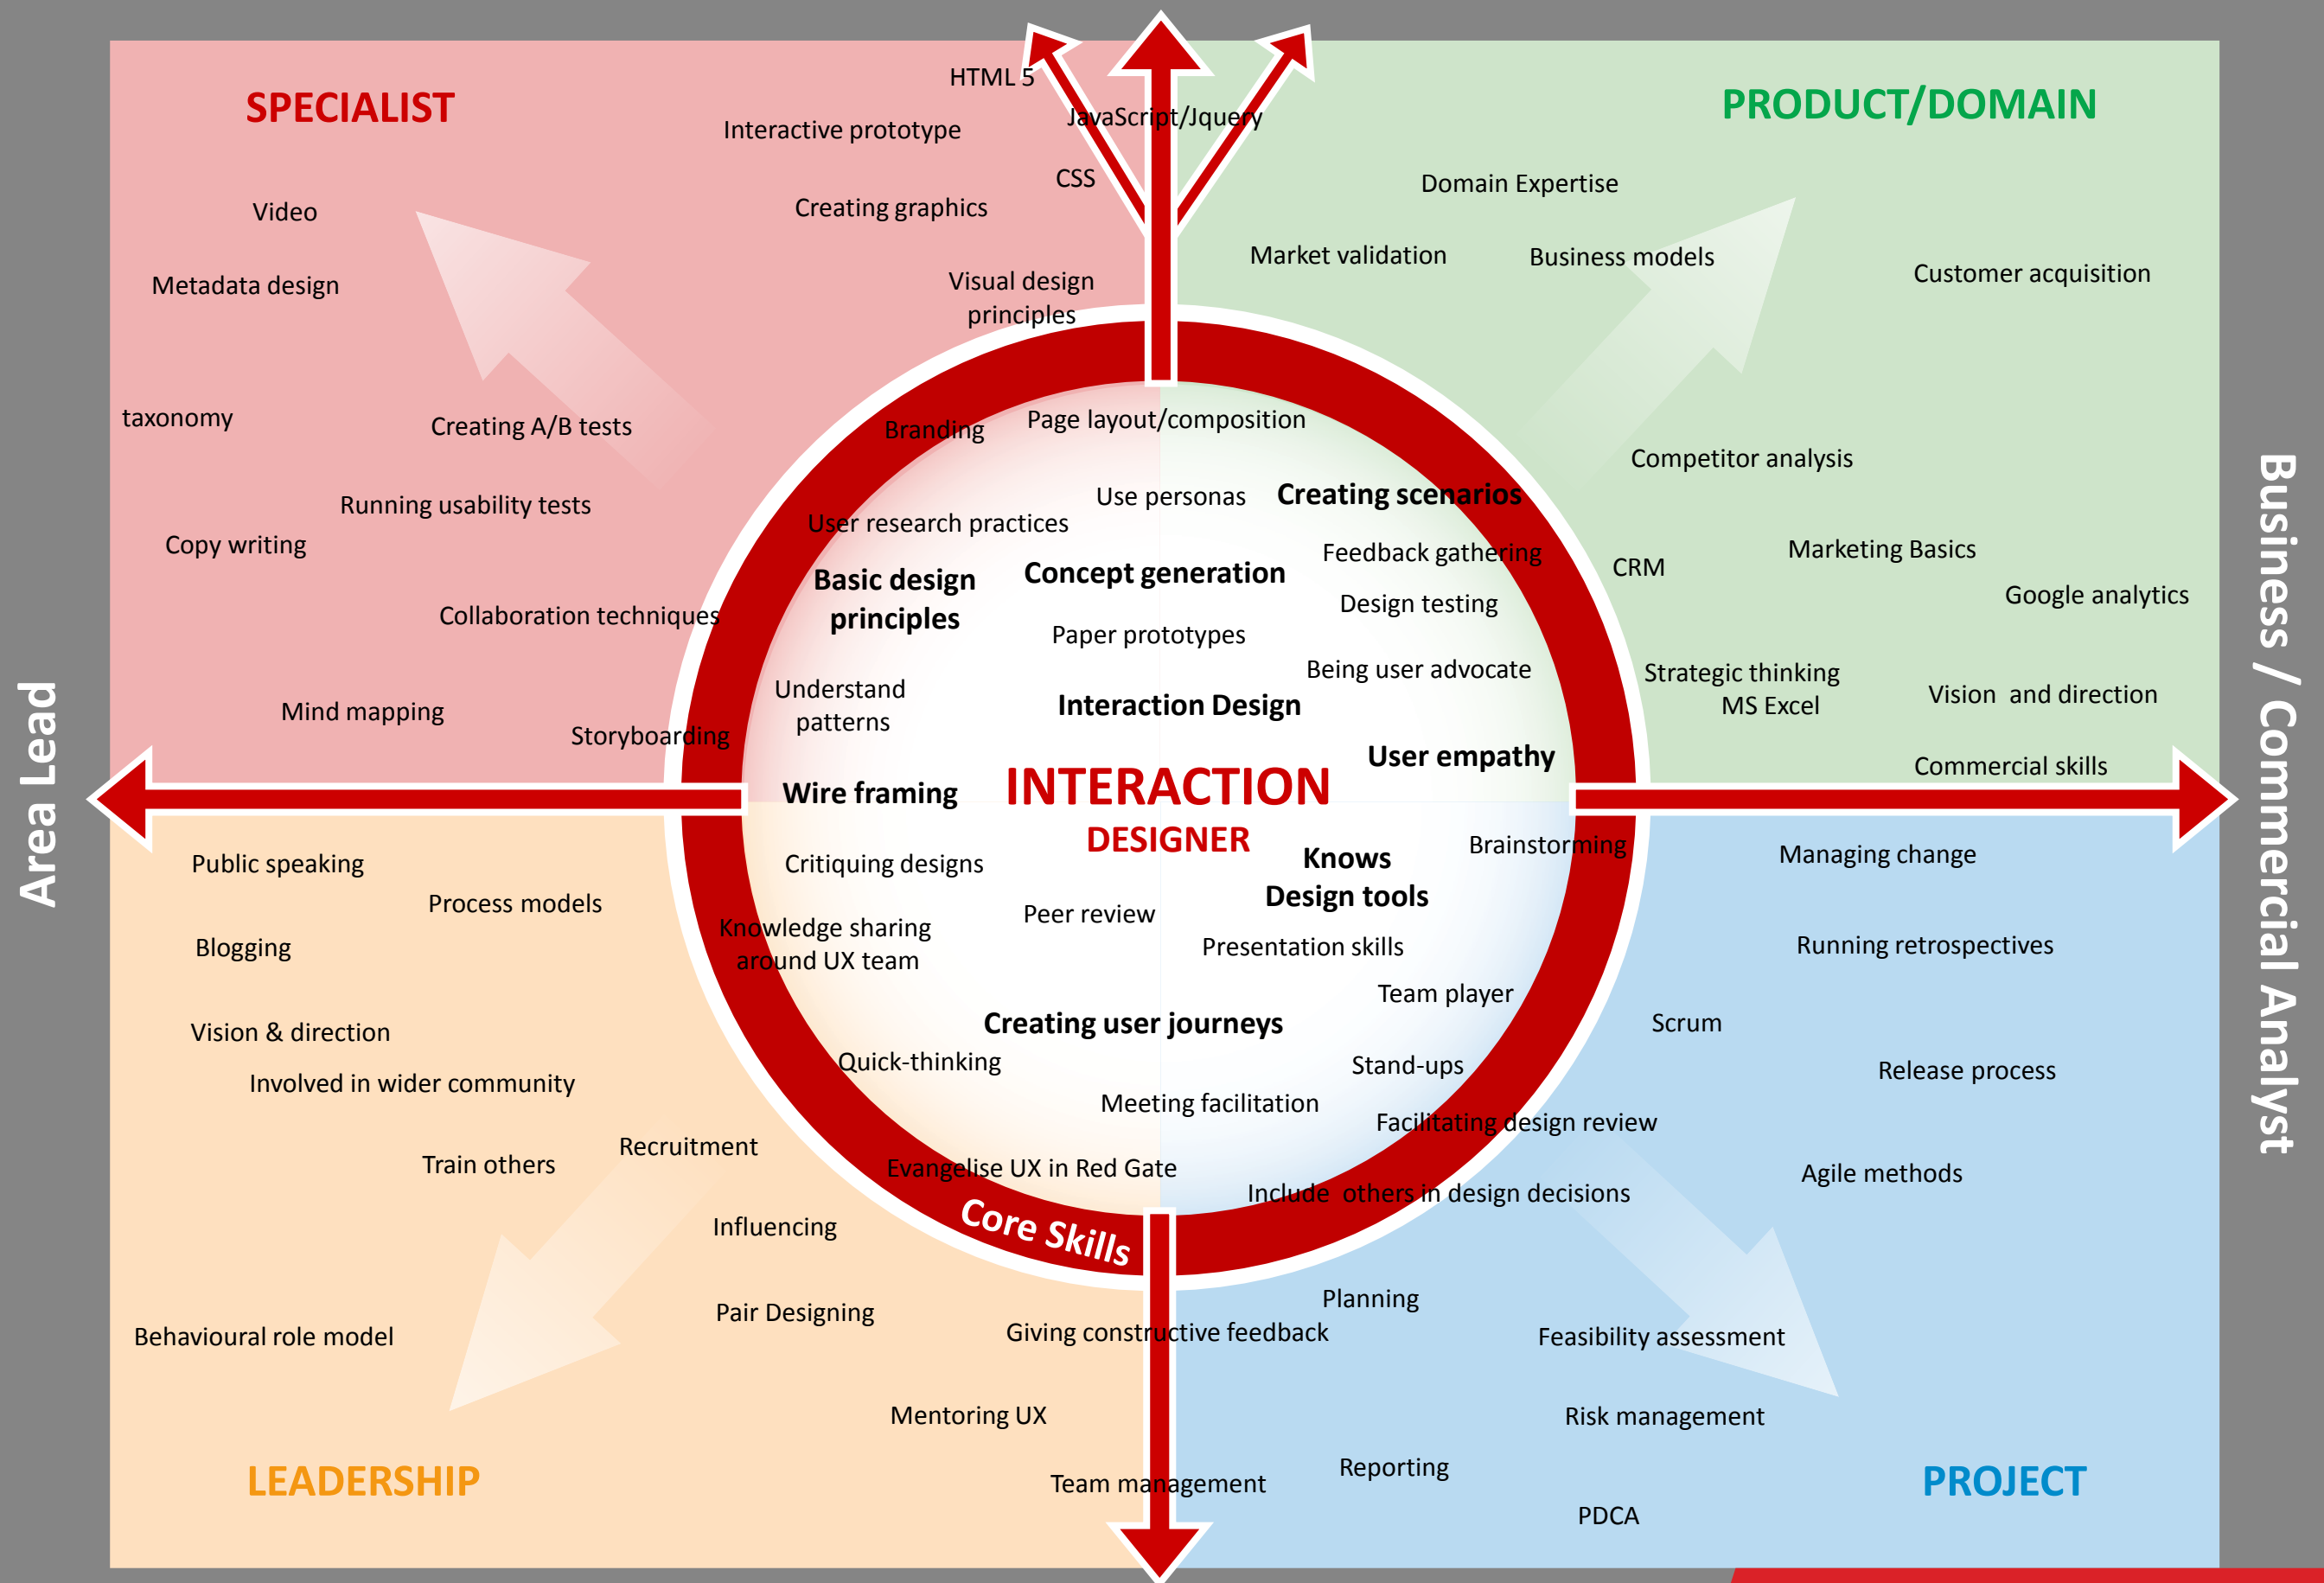 SPECIALIST
HTML 5
Interactive prototype
JavaScript/Jquery
CSS
Video
Creating graphics
Metadata design
Visual design
principles
taxonomy
Creating A/B tests
Running usability tests
Copy writing
Collaboration techniques
Mind mapping
Storyboarding
PRODUCT/DOMAIN
Domain Expertise
Market validation
Business models
Customer acquisition
Competitor analysis
CRM
Marketing Basics
Google analytics
Strategic thinking
MS Excel
Vision and direction
Commercial skills
Area Lead
Business / Commercial Analyst
Branding
Page layout/composition
Use personas
Creating scenarios
User research practices
Feedback gathering
Basic design
principles
Concept generation
Design testing
Paper prototypes
Being user advocate
Understand
patterns
Interaction Design
User empathy
Wire framing
INTERACTION
DESIGNER
Brainstorming
Critiquing designs
Knows
Design tools
Peer review
Knowledge sharing
around UX team
Presentation skills
Team player
Creating user journeys
Quick-thinking
Stand-ups
Meeting facilitation
Facilitating design review
Evangelise UX in Red Gate
Include others in design decisions
Core Skills
Public speaking
Process models
Blogging
Vision & direction
Involved in wider community
Recruitment
Train others
Influencing
Pair Designing
Behavioural role model
Giving constructive feedback
Mentoring UX
LEADERSHIP
Team management
Managing change
Running retrospectives
Scrum
Release process
Agile methods
Planning
Feasibility assessment
Risk management
Reporting
PROJECT
PDCA